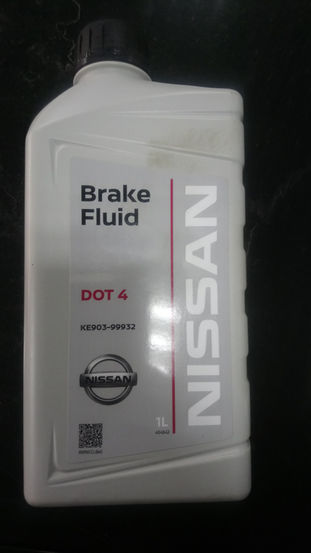 Brake
Fluid
DOT 4
KE903-99932
NISSAN
1L
NISSAN